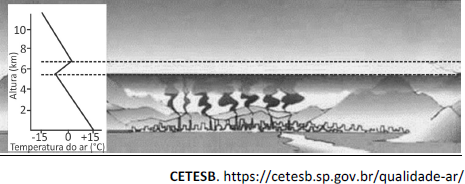 Altura (km)
10
8
6
4
2
-15 0 +15
Temperatura do ar (°C)
CETESB. https://cetesb.sp.gov.br/qualidade-ar/